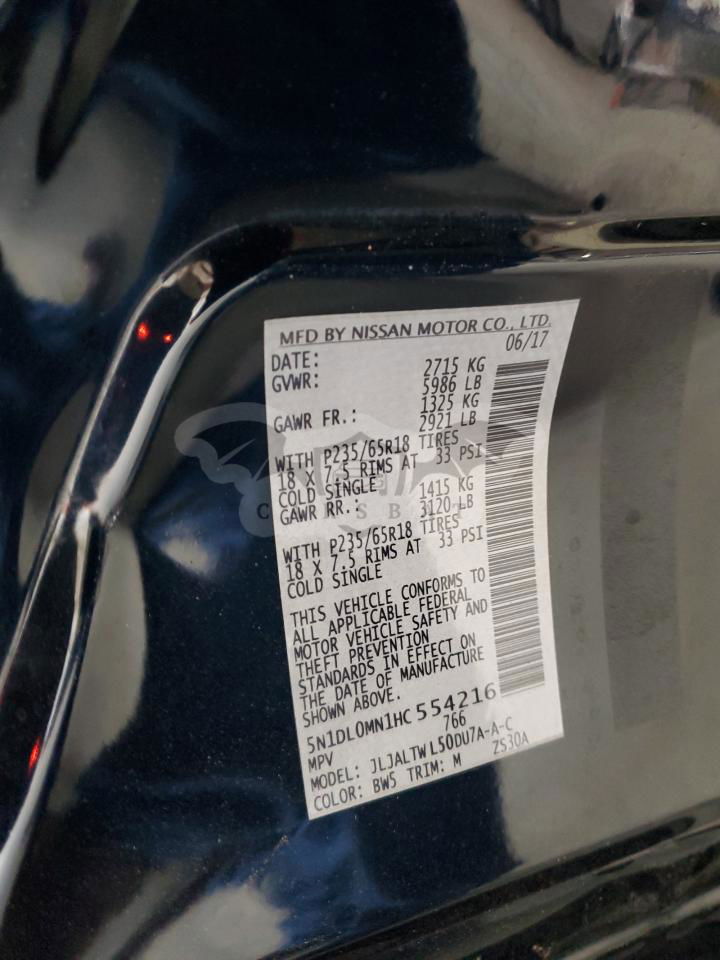 MFD BY NISSAN MOTOR CO., LTD.
DATE: 06/17
GVWR: 2715 KG
5986 LB
GAWR FR.: 1325 KG
2921 LB
WITH P235/65R18 TIRES
18 X 7.5 RIMS AT 33 PSI
COLD SINGLE
GAWR RR.: 1415 KG
3120 LB
WITH P235/65R18 TIRES
18 X 7.5 RIMS AT 33 PSI
COLD SINGLE
THIS VEHICLE CONFORMS TO
ALL APPLICABLE FEDERAL
MOTOR VEHICLE SAFETY AND
THEFT PREVENTION
STANDARDS IN EFFECT ON
THE DATE OF MANUFACTURE
SHOWN ABOVE.
5N1DL0MN1HC554216
MPV 766
MODEL: JLJALTWL50DU7A-A-C
COLOR: BW5 TRIM: M ZS30A